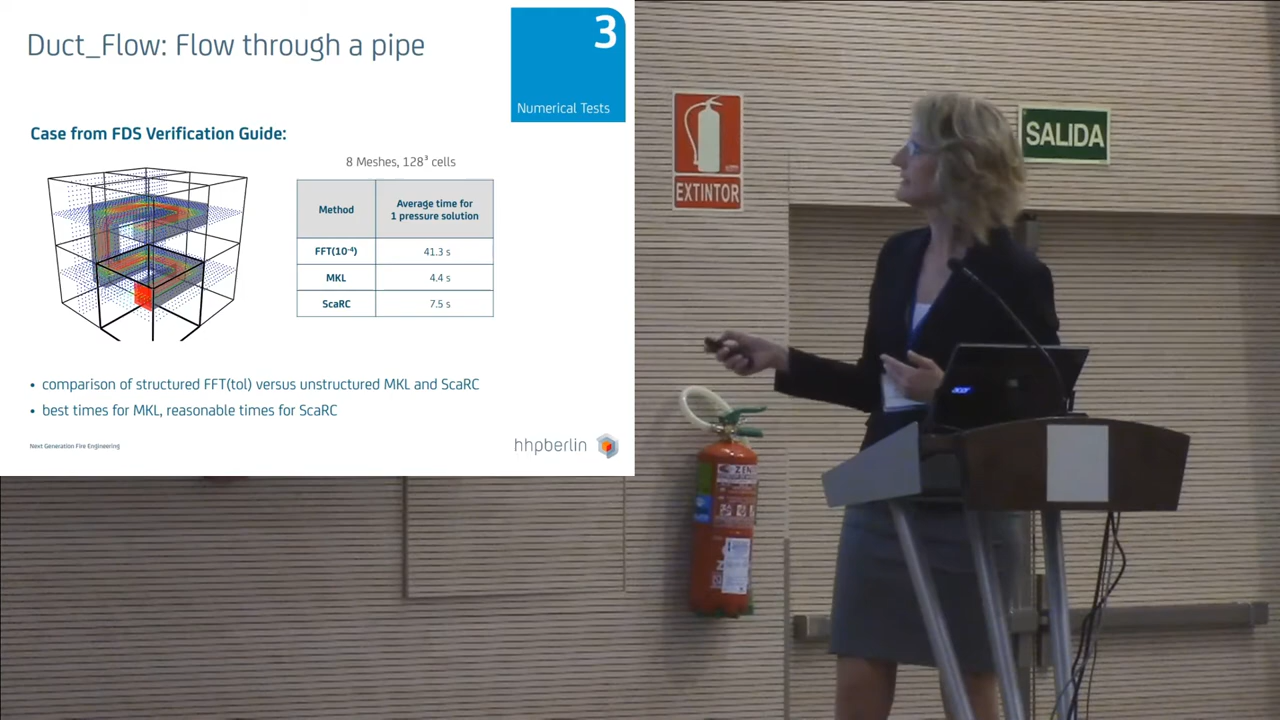 Duct_Flow: Flow through a pipe
3
Numerical Tests
Case from FDS Verification Guide:
8 Meshes, 128³ cells
Method
Average time for
1 pressure solution
FFT(10⁻⁴)
41.3 s
MKL
4.4 s
ScaRC
7.5 s
• comparison of structured FFT(tol) versus unstructured MKL and ScaRC
• best times for MKL, reasonable times for ScaRC
Next Generation Fire Engineering
hhpberlin
EXTINTOR
SALIDA
acer
ZEN